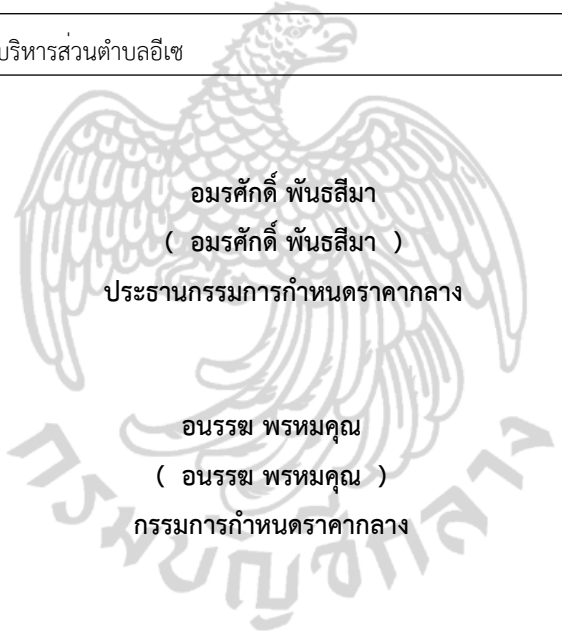 บริหารส่วนตำบลอีเซ
อมรศักดิ์ พันธสีมา
( อมรศักดิ์ พันธสีมา )
ประธานกรรมการกำหนดราคากลาง
อนรรฆ พรหมคุณ
( อนรรฆ พรหมคุณ )
กรรมการกำหนดราคากลาง
กรมบัญชีกลาง